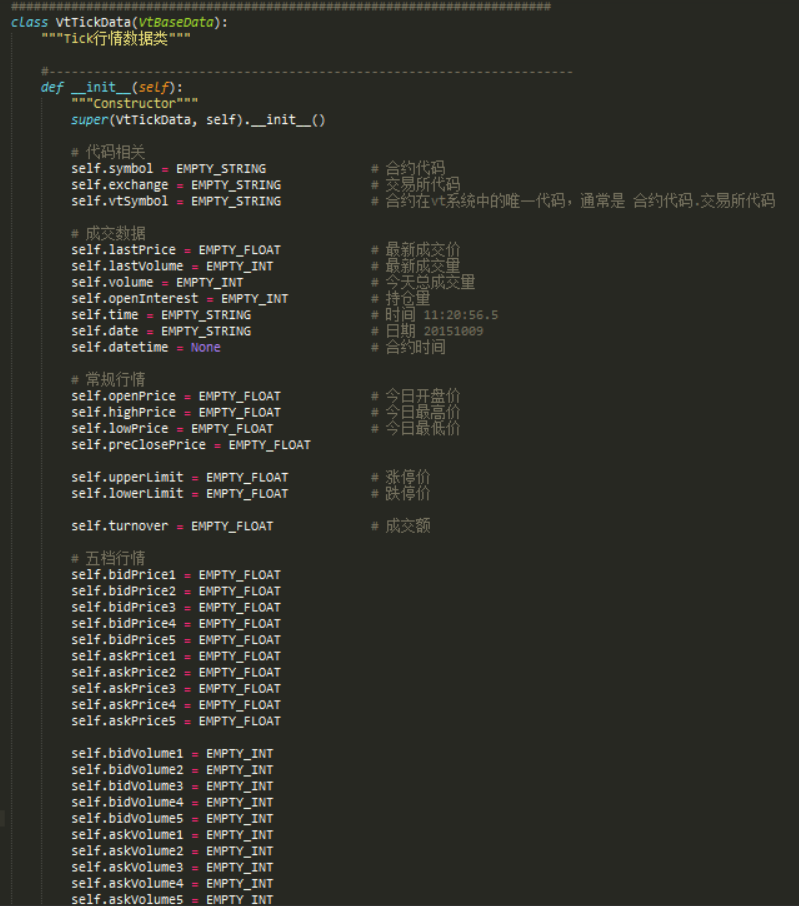 ########################################################################
class VtTickData(VtBaseData):
    """Tick行情数据类"""

    #----------------------------------------------------------------------
    def __init__(self):
        """Constructor"""
        super(VtTickData, self).__init__()

        # 代码相关
        self.symbol = EMPTY_STRING              # 合约代码
        self.exchange = EMPTY_STRING            # 交易所代码
        self.vtSymbol = EMPTY_STRING            # 合约在vt系统中的唯一代码，通常是 合约代码.交易所代码

        # 成交数据
        self.lastPrice = EMPTY_FLOAT            # 最新成交价
        self.lastVolume = EMPTY_INT             # 最新成交量
        self.volume = EMPTY_INT                 # 今天总成交量
        self.openInterest = EMPTY_INT           # 持仓量
        self.time = EMPTY_STRING                # 时间 11:20:56.5
        self.date = EMPTY_STRING                # 日期 20151009
        self.datetime = None                    # 合约时间

        # 常规行情
        self.openPrice = EMPTY_FLOAT            # 今日开盘价
        self.highPrice = EMPTY_FLOAT            # 今日最高价
        self.lowPrice = EMPTY_FLOAT             # 今日最低价
        self.preClosePrice = EMPTY_FLOAT

        self.upperLimit = EMPTY_FLOAT           # 涨停价
        self.lowerLimit = EMPTY_FLOAT           # 跌停价

        self.turnover = EMPTY_FLOAT             # 成交额

        # 五档行情
        self.bidPrice1 = EMPTY_FLOAT
        self.bidPrice2 = EMPTY_FLOAT
        self.bidPrice3 = EMPTY_FLOAT
        self.bidPrice4 = EMPTY_FLOAT
        self.bidPrice5 = EMPTY_FLOAT
        self.askPrice1 = EMPTY_FLOAT
        self.askPrice2 = EMPTY_FLOAT
        self.askPrice3 = EMPTY_FLOAT
        self.askPrice4 = EMPTY_FLOAT
        self.askPrice5 = EMPTY_FLOAT

        self.bidVolume1 = EMPTY_INT
        self.bidVolume2 = EMPTY_INT
        self.bidVolume3 = EMPTY_INT
        self.bidVolume4 = EMPTY_INT
        self.bidVolume5 = EMPTY_INT
        self.askVolume1 = EMPTY_INT
        self.askVolume2 = EMPTY_INT
        self.askVolume3 = EMPTY_INT
        self.askVolume4 = EMPTY_INT
        self.askVolume5 = EMPTY_INT